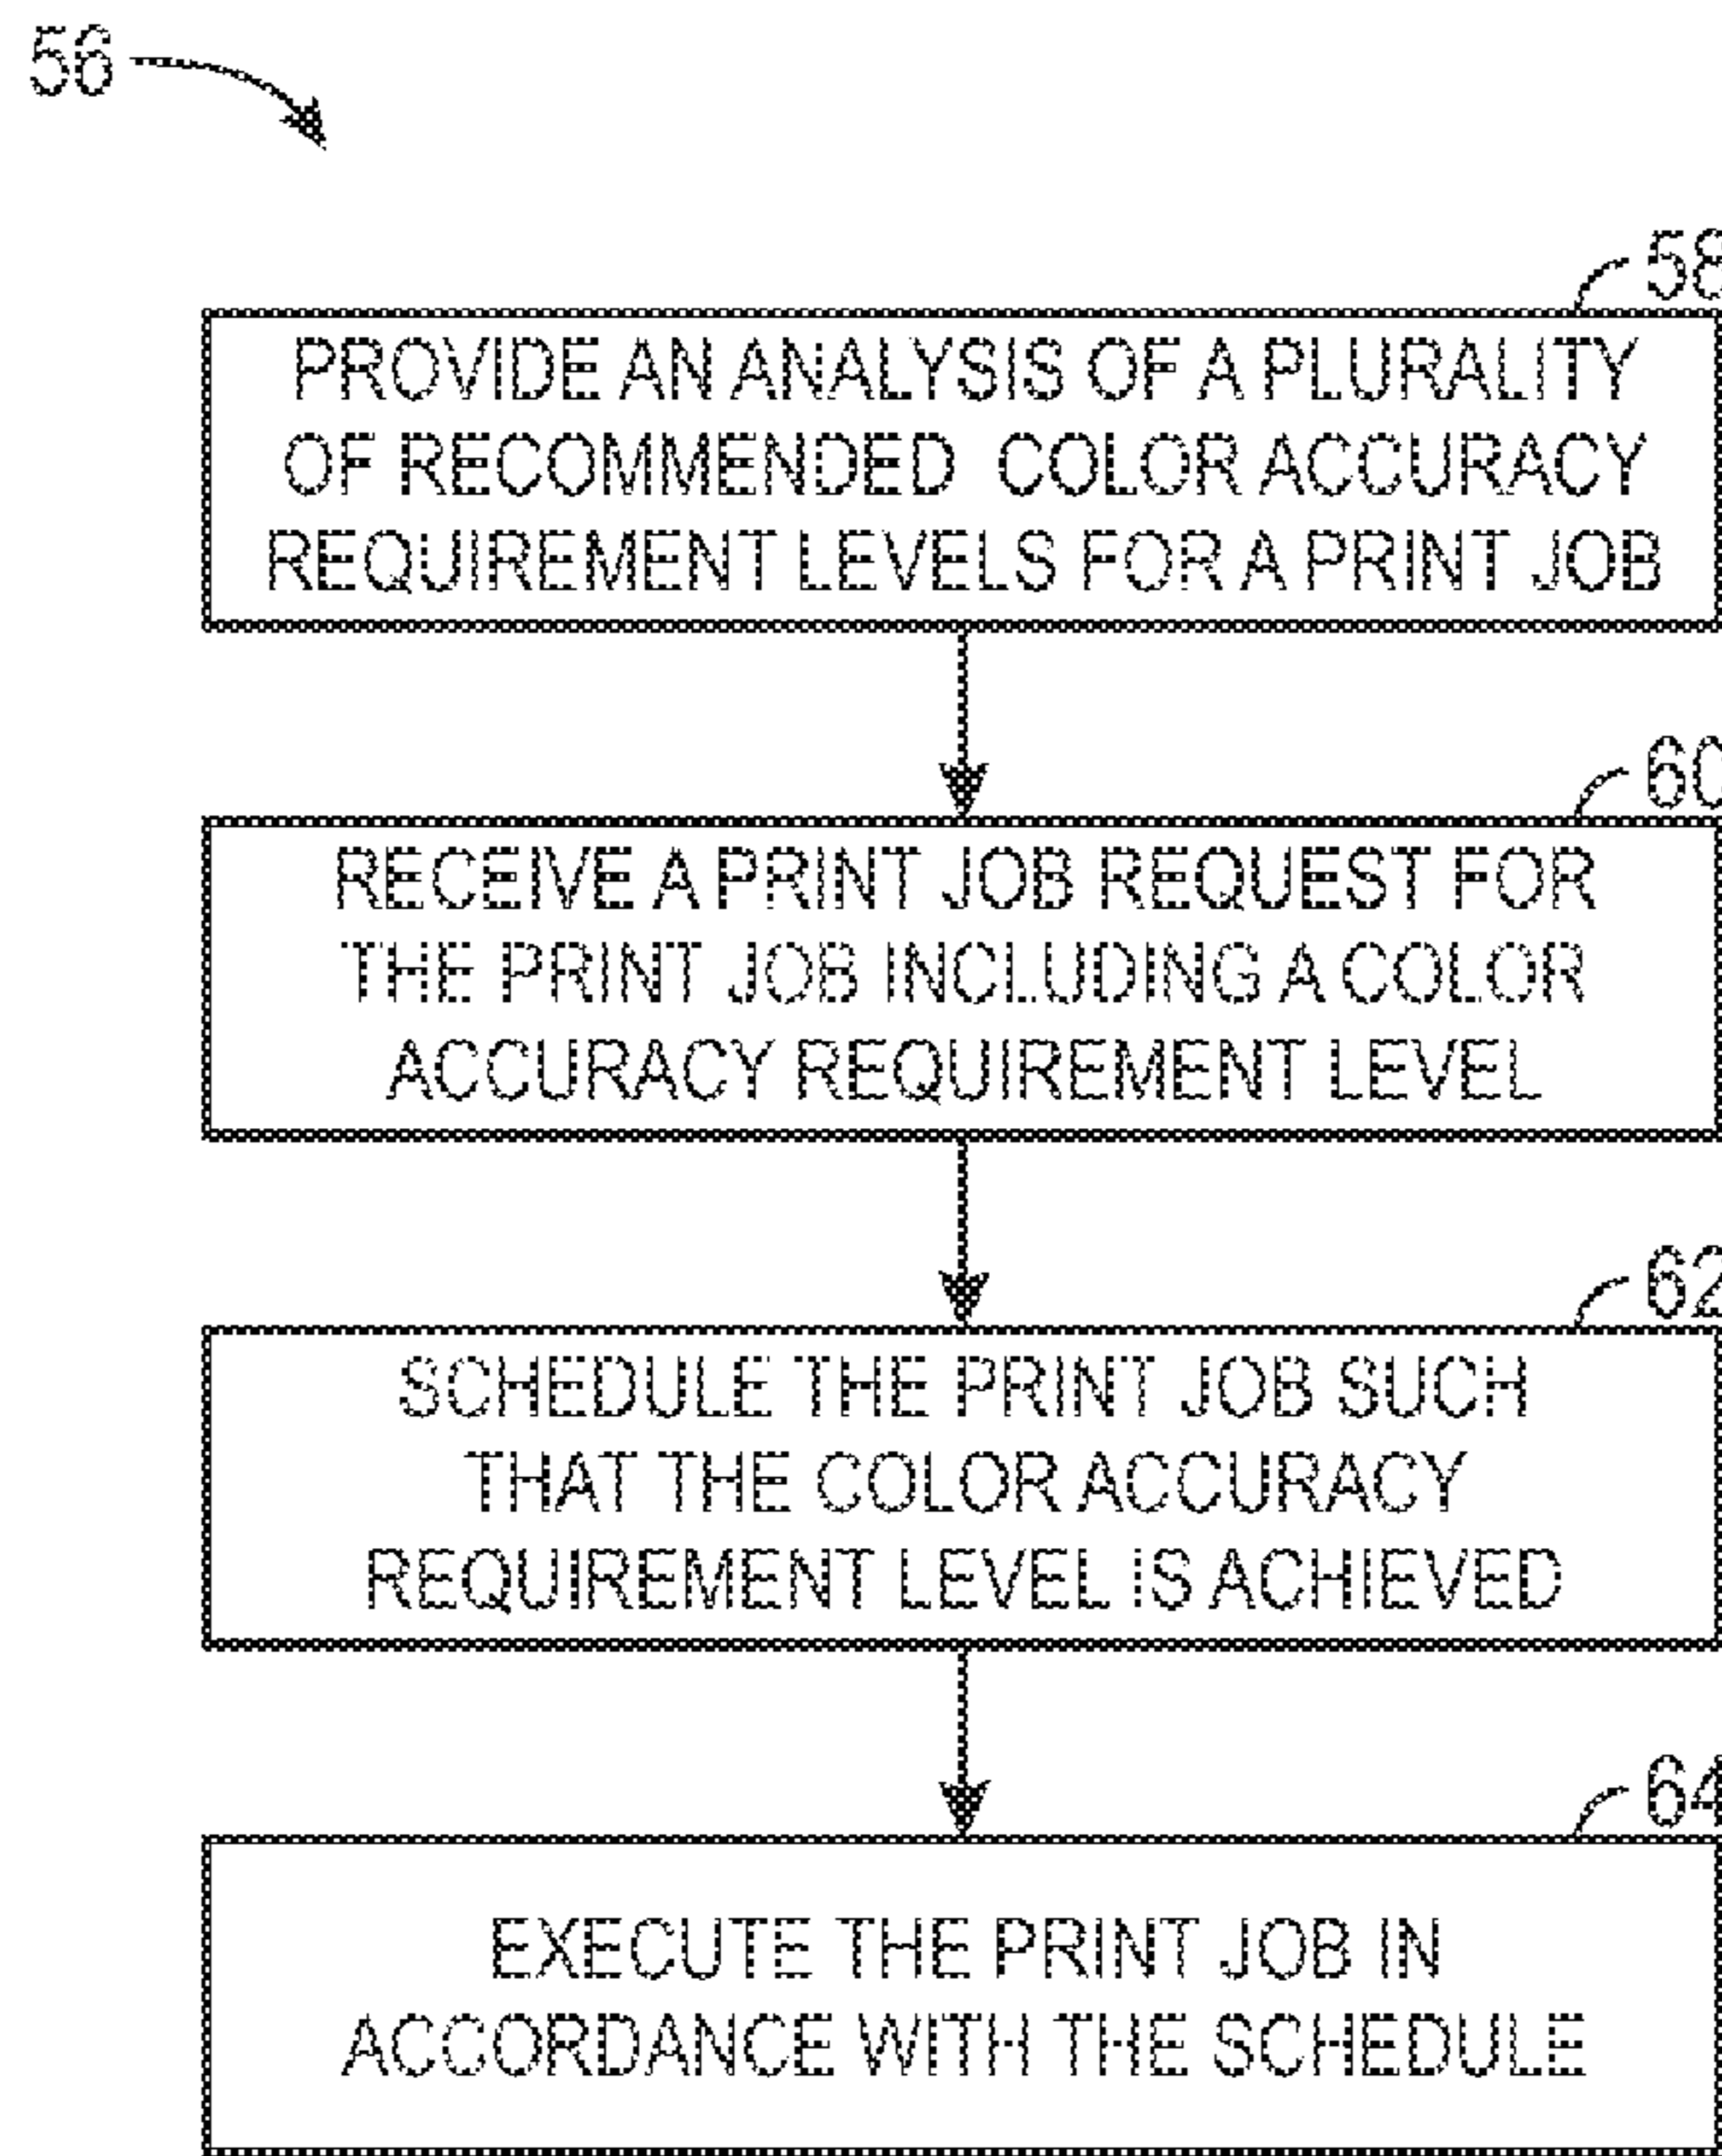 56
58
PROVIDE AN ANALYSIS OF A PLURALITY
OF RECOMMENDED COLOR ACCURACY
REQUIREMENT LEVELS FOR A PRINT JOB
60
RECEIVE A PRINT JOB REQUEST FOR
THE PRINT JOB INCLUDING A COLOR
ACCURACY REQUIREMENT LEVEL
62
SCHEDULE THE PRINT JOB SUCH
THAT THE COLOR ACCURACY
REQUIREMENT LEVEL IS ACHIEVED
64
EXECUTE THE PRINT JOB IN
ACCORDANCE WITH THE SCHEDULE